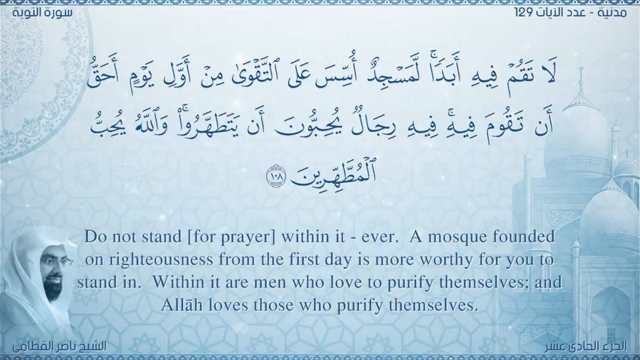 سورة التوبة
مدنية - عدد الآيات 129
لَا تَقُمْ فِيهِ أَبَدًا ۚ لَّمَسْجِدٌ أُسِّسَ عَلَى ٱلتَّقْوَىٰ مِنْ أَوَّلِ يَوْمٍ أَحَقُّ
أَن تَقُومَ فِيهِ ۚ فِيهِ رِجَالٌ يُحِبُّونَ أَن يَتَطَهَّرُوا۟ ۚ وَٱللَّهُ يُحِبُّ
ٱلْمُطَّهِّرِينَ ١٠٨
Do not stand [for prayer] within it - ever. A mosque founded
on righteousness from the first day is more worthy for you to
stand in. Within it are men who love to purify themselves; and
Allāh loves those who purify themselves.
الشيخ ناصر القطامي
الجزء الحادي عشر